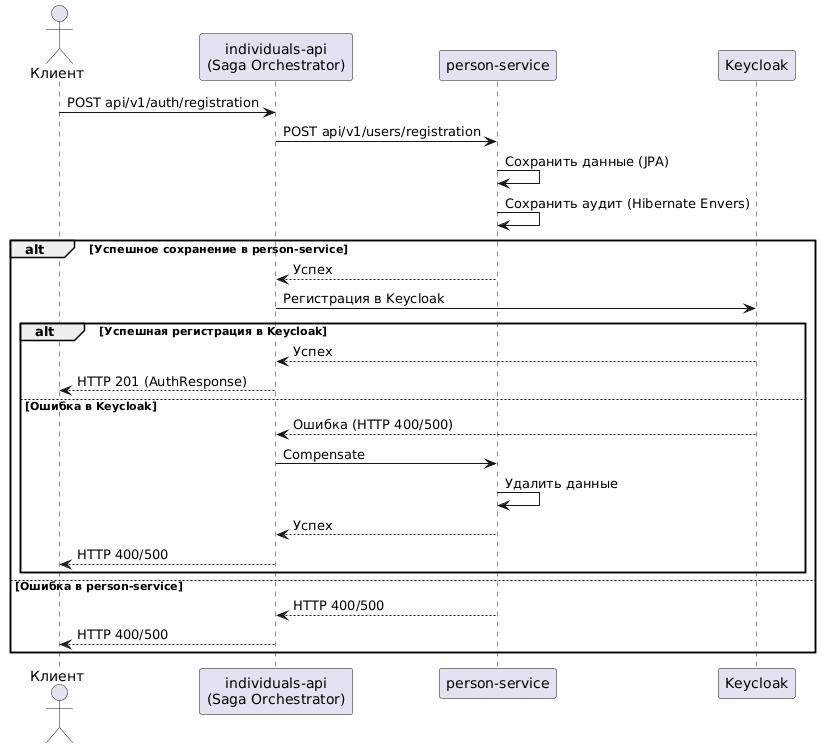 Клиент
individuals-api
(Saga Orchestrator)
person-service
Keycloak
POST api/v1/auth/registration
POST api/v1/users/registration
Сохранить данные (JPA)
Сохранить аудит (Hibernate Envers)
alt [Успешное сохранение в person-service]
Успех
Регистрация в Keycloak
alt [Успешная регистрация в Keycloak]
Успех
HTTP 201 (AuthResponse)
[Ошибка в Keycloak]
Ошибка (HTTP 400/500)
Compensate
Удалить данные
Успех
HTTP 400/500
[Ошибка в person-service]
HTTP 400/500
HTTP 400/500
Клиент
individuals-api
(Saga Orchestrator)
person-service
Keycloak